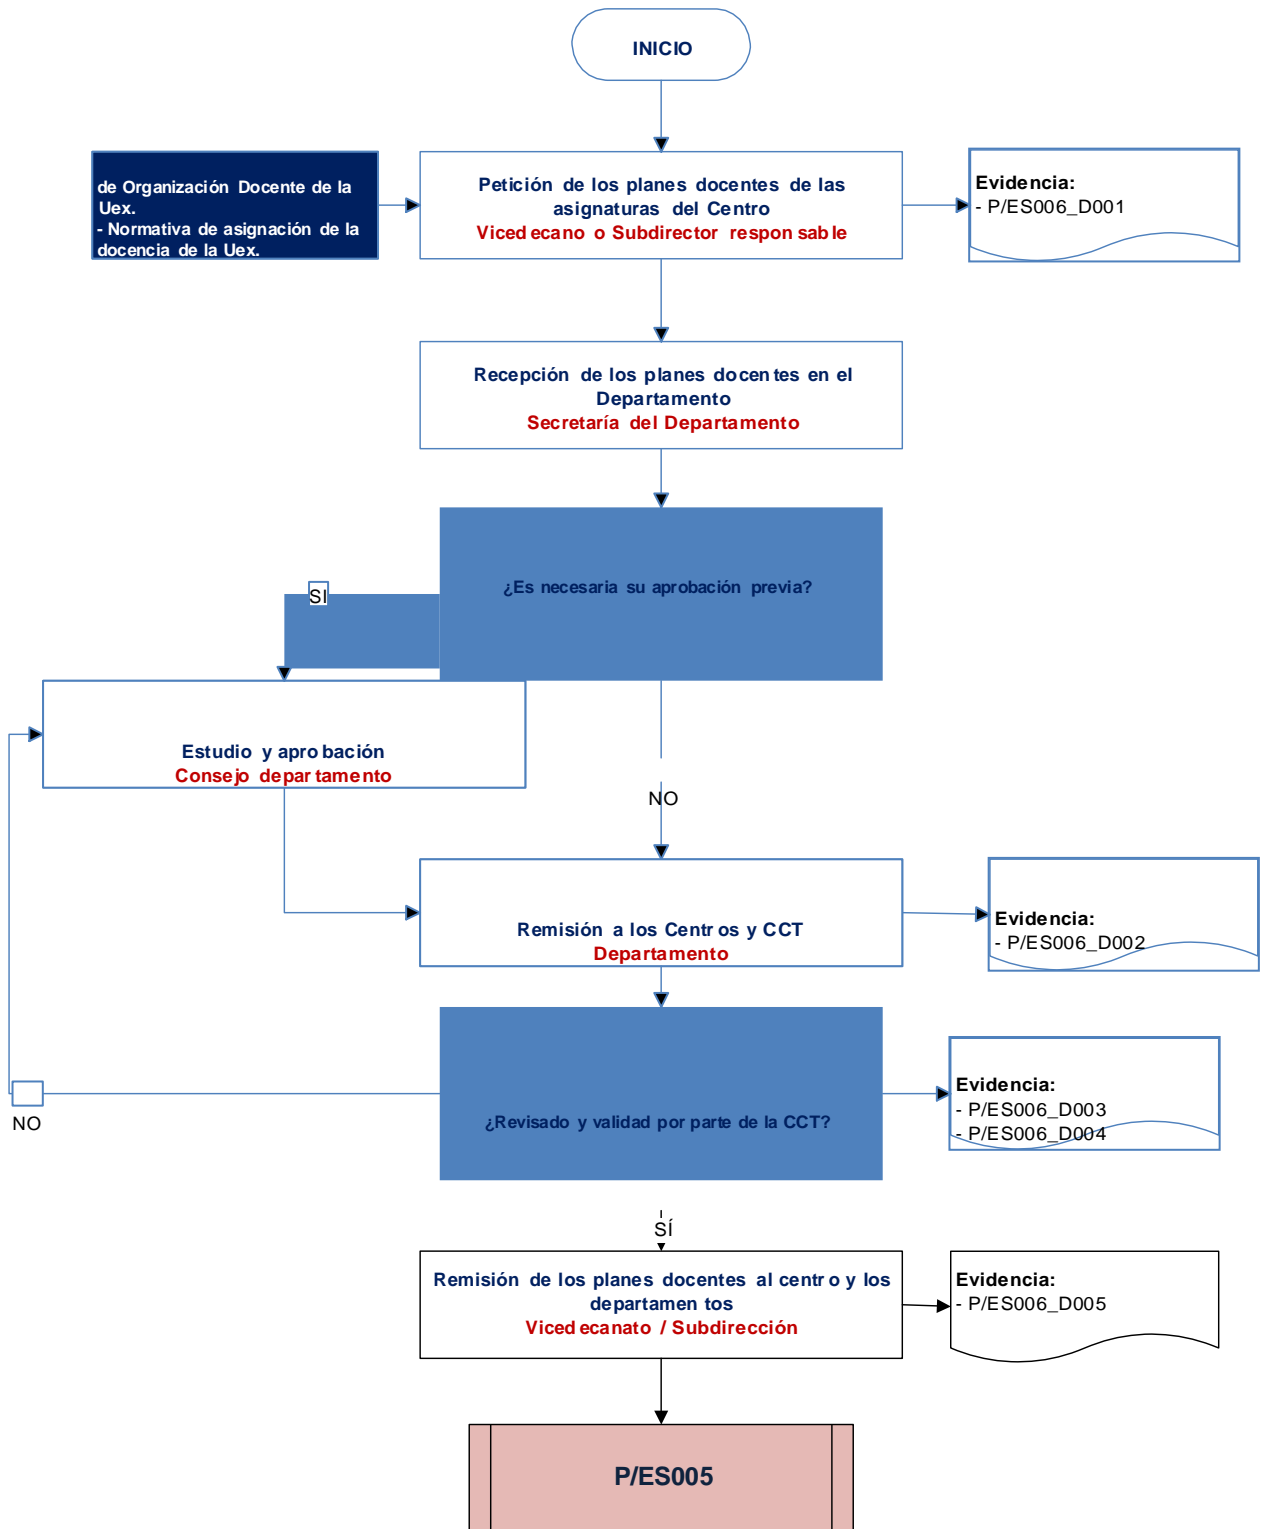 INICIO
de Organización Docente de la
Uex.
- Normativa de asignación de la
docencia de la Uex.
Petición de los planes docentes de las
asignaturas del Centro
Vicedecano o Subdirector responsable
Evidencia:
- P/ES006_D001
Recepción de los planes docentes en el
Departamento
Secretaría del Departamento
¿Es necesaria su aprobación previa?
SI
Estudio y aprobación
Consejo departamento
NO
Remisión a los Centros y CCT
Departamento
Evidencia:
- P/ES006_D002
¿Revisado y validad por parte de la CCT?
NO
Evidencia:
- P/ES006_D003
- P/ES006_D004
SÍ
Remisión de los planes docentes al centro y los
departamentos
Vicedecanato / Subdirección
Evidencia:
- P/ES006_D005
P/ES005